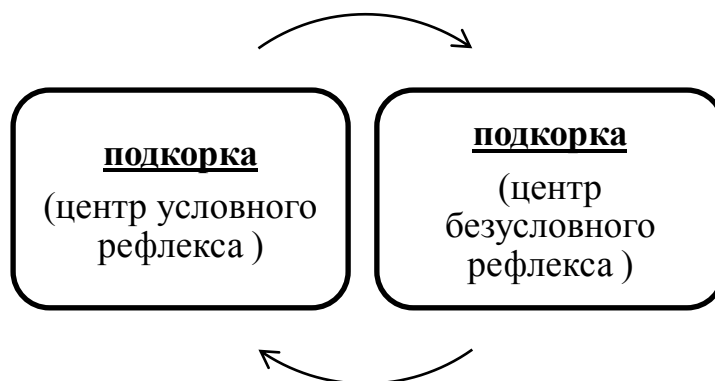 подкорка
(центр условного
рефлекса )
подкорка
(центр
безусловного
рефлекса )